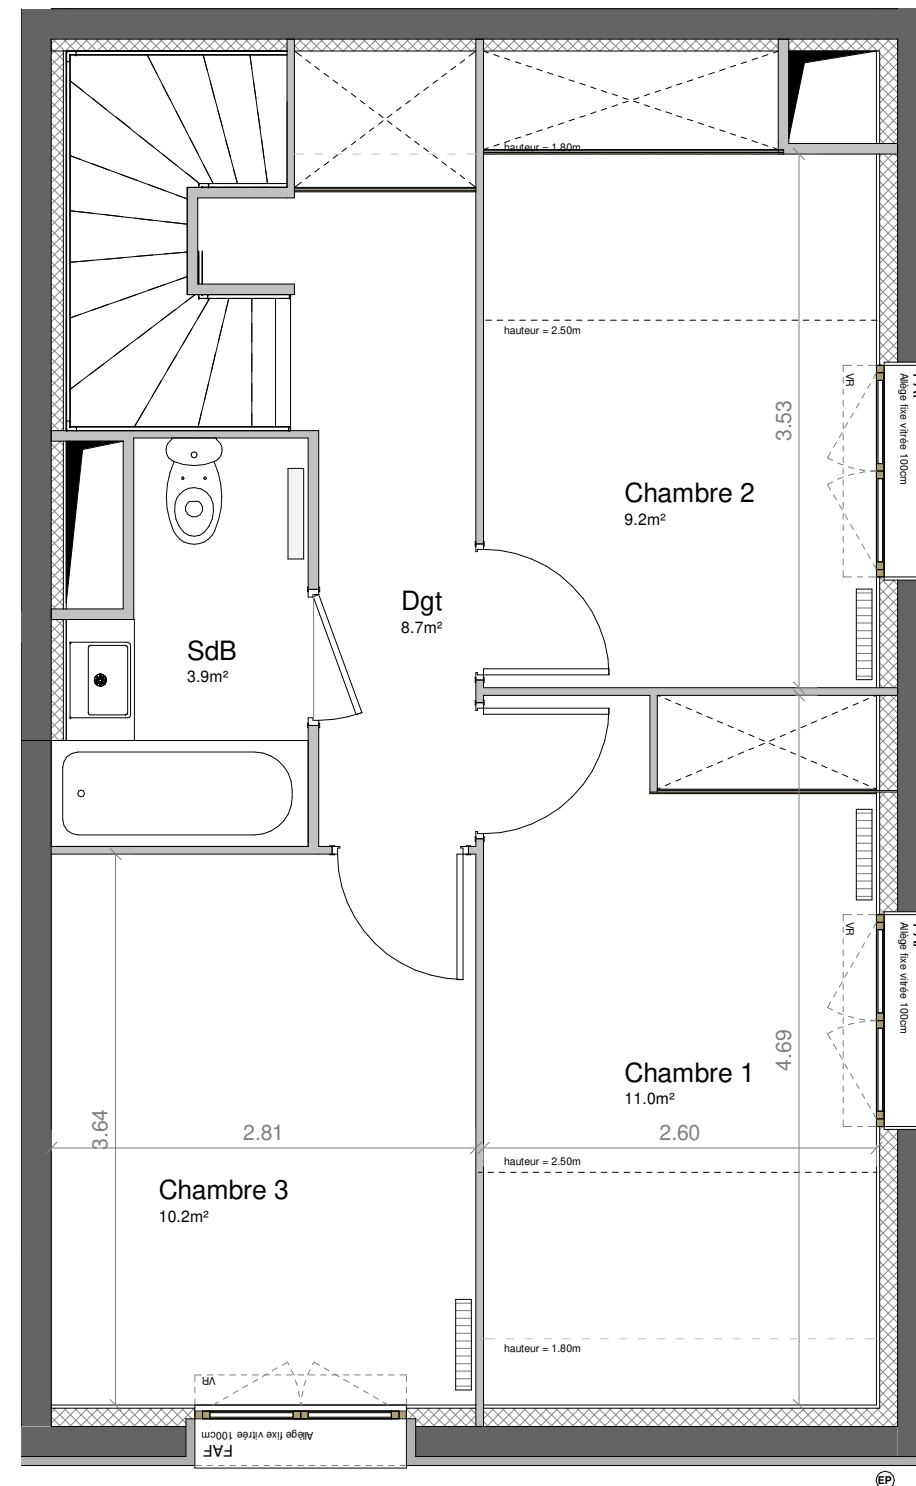 hauteur = 1.80m
hauteur = 2.50m
VR
Allège fixe vitrée 100cm
3.53
Chambre 2
9.2m²
Dgt
8.7m²
SdB
3.9m²
VR
Allège fixe vitrée 100cm
4.69
Chambre 1
11.0m²
3.64
2.81
2.60
hauteur = 2.50m
Chambre 3
10.2m²
hauteur = 1.80m
VR
Allège fixe vitrée 100cm
FAF
EP